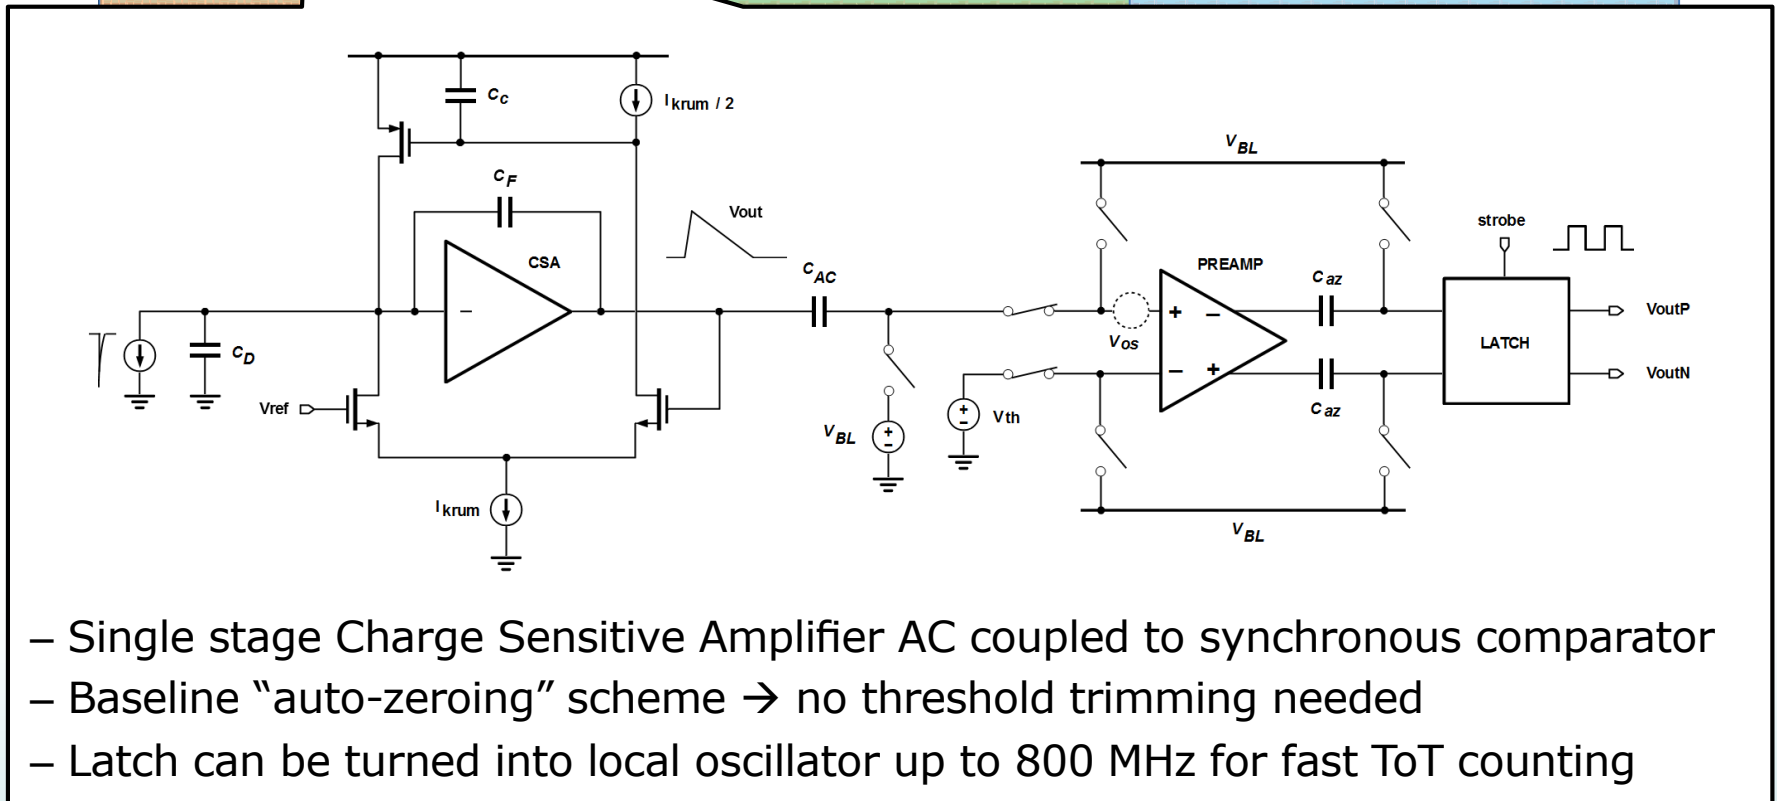 C_C
I_krum / 2
C_F
Vout
CSA
C_AC
V_BL
PREAMP
C_az
strobe
VoutP
V_OS
LATCH
C_D
VoutN
Vref
Vth
C_az
V_BL
I_krum
V_BL
– Single stage Charge Sensitive Amplifier AC coupled to synchronous comparator
– Baseline “auto-zeroing” scheme → no threshold trimming needed
– Latch can be turned into local oscillator up to 800 MHz for fast ToT counting